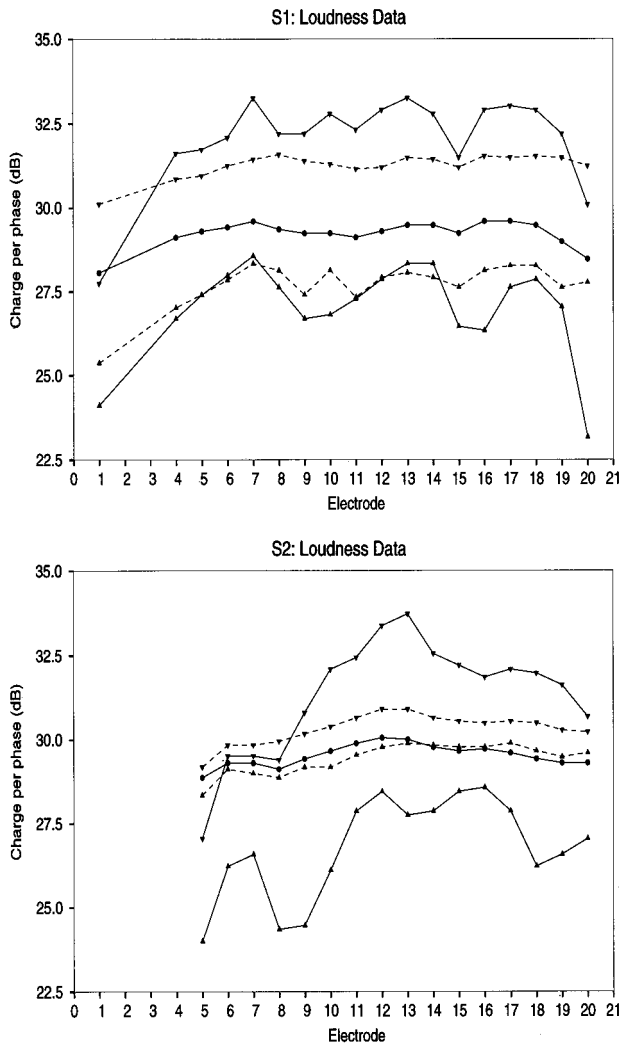 S1: Loudness Data
35.0
32.5
30.0
27.5
25.0
22.5
Charge per phase (dB)
0 1 2 3 4 5 6 7 8 9 10 11 12 13 14 15 16 17 18 19 20 21
Electrode
S2: Loudness Data
35.0
32.5
30.0
27.5
25.0
22.5
Charge per phase (dB)
0 1 2 3 4 5 6 7 8 9 10 11 12 13 14 15 16 17 18 19 20 21
Electrode